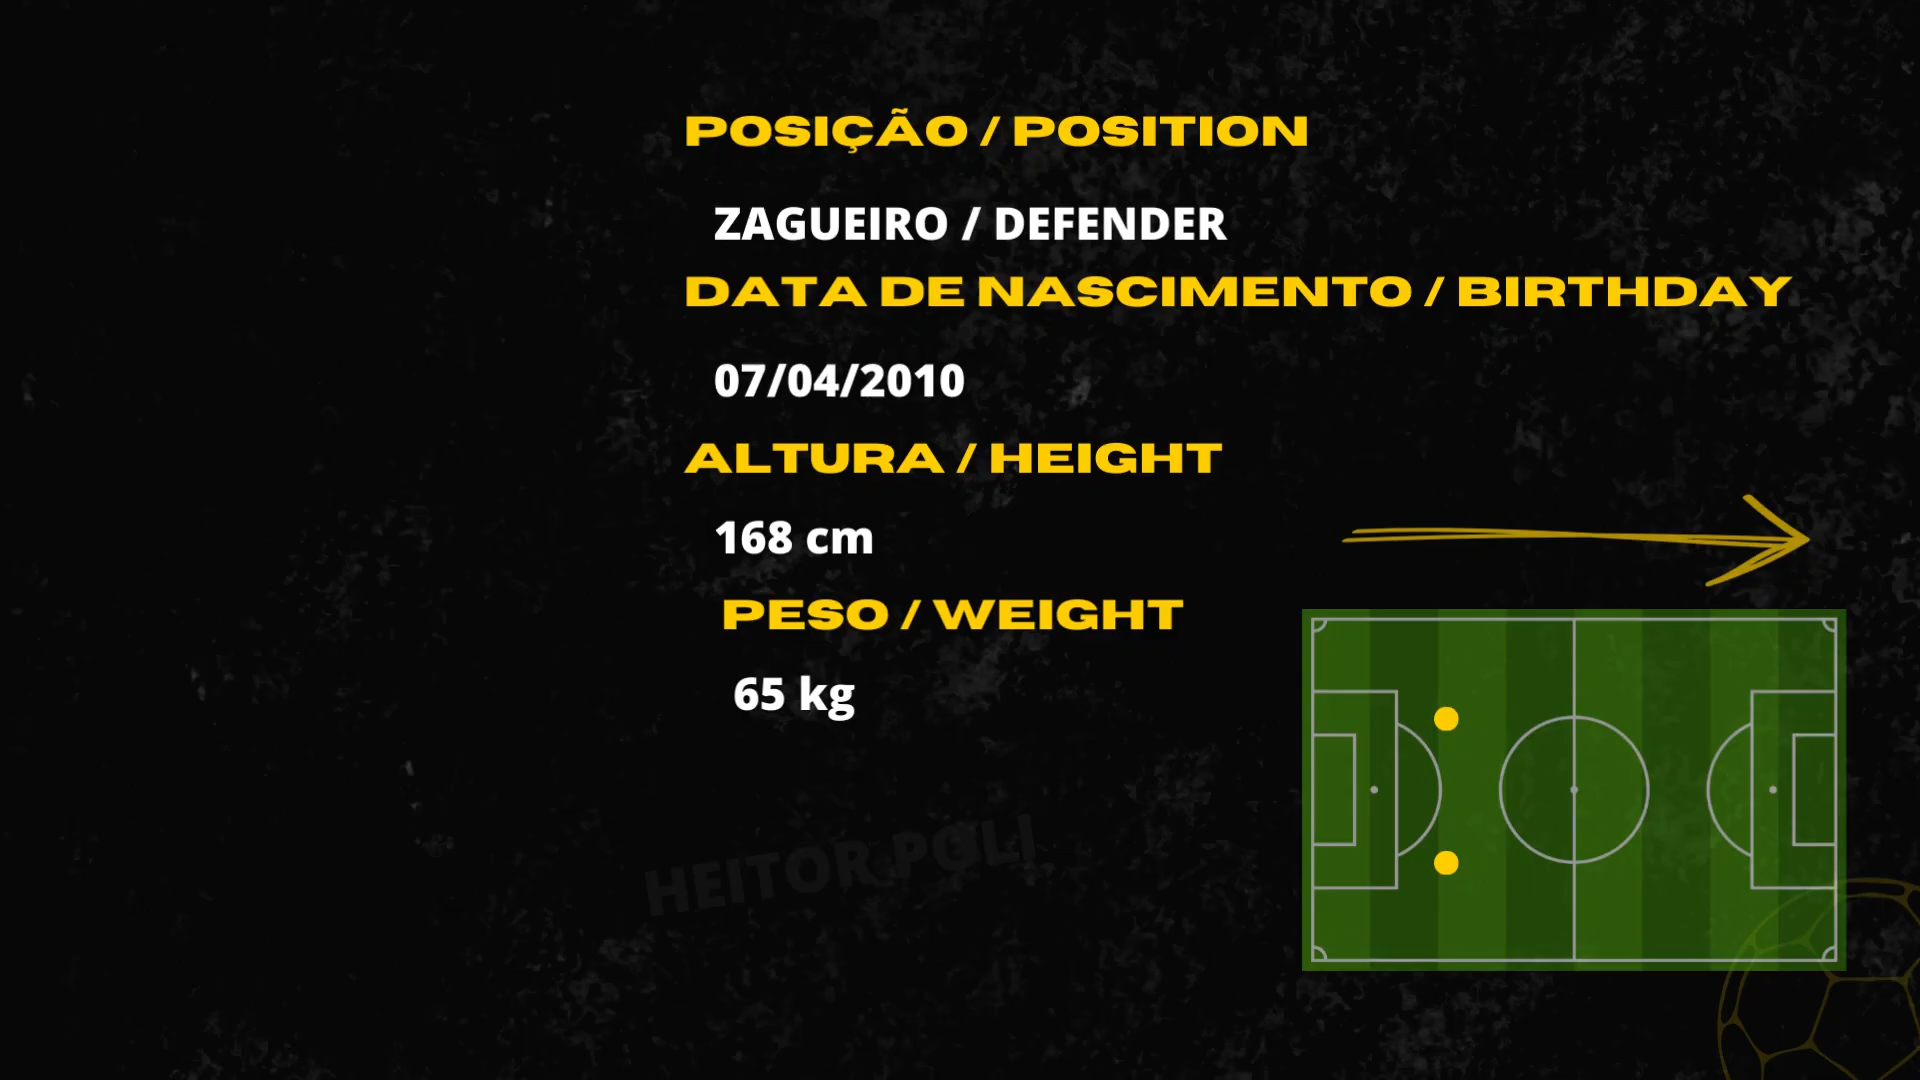 POSIÇÃO / POSITION
ZAGUEIRO / DEFENDER
DATA DE NASCIMENTO / BIRTHDAY
07/04/2010
ALTURA / HEIGHT
168 cm
PESO / WEIGHT
65 kg
HEITOR POLI